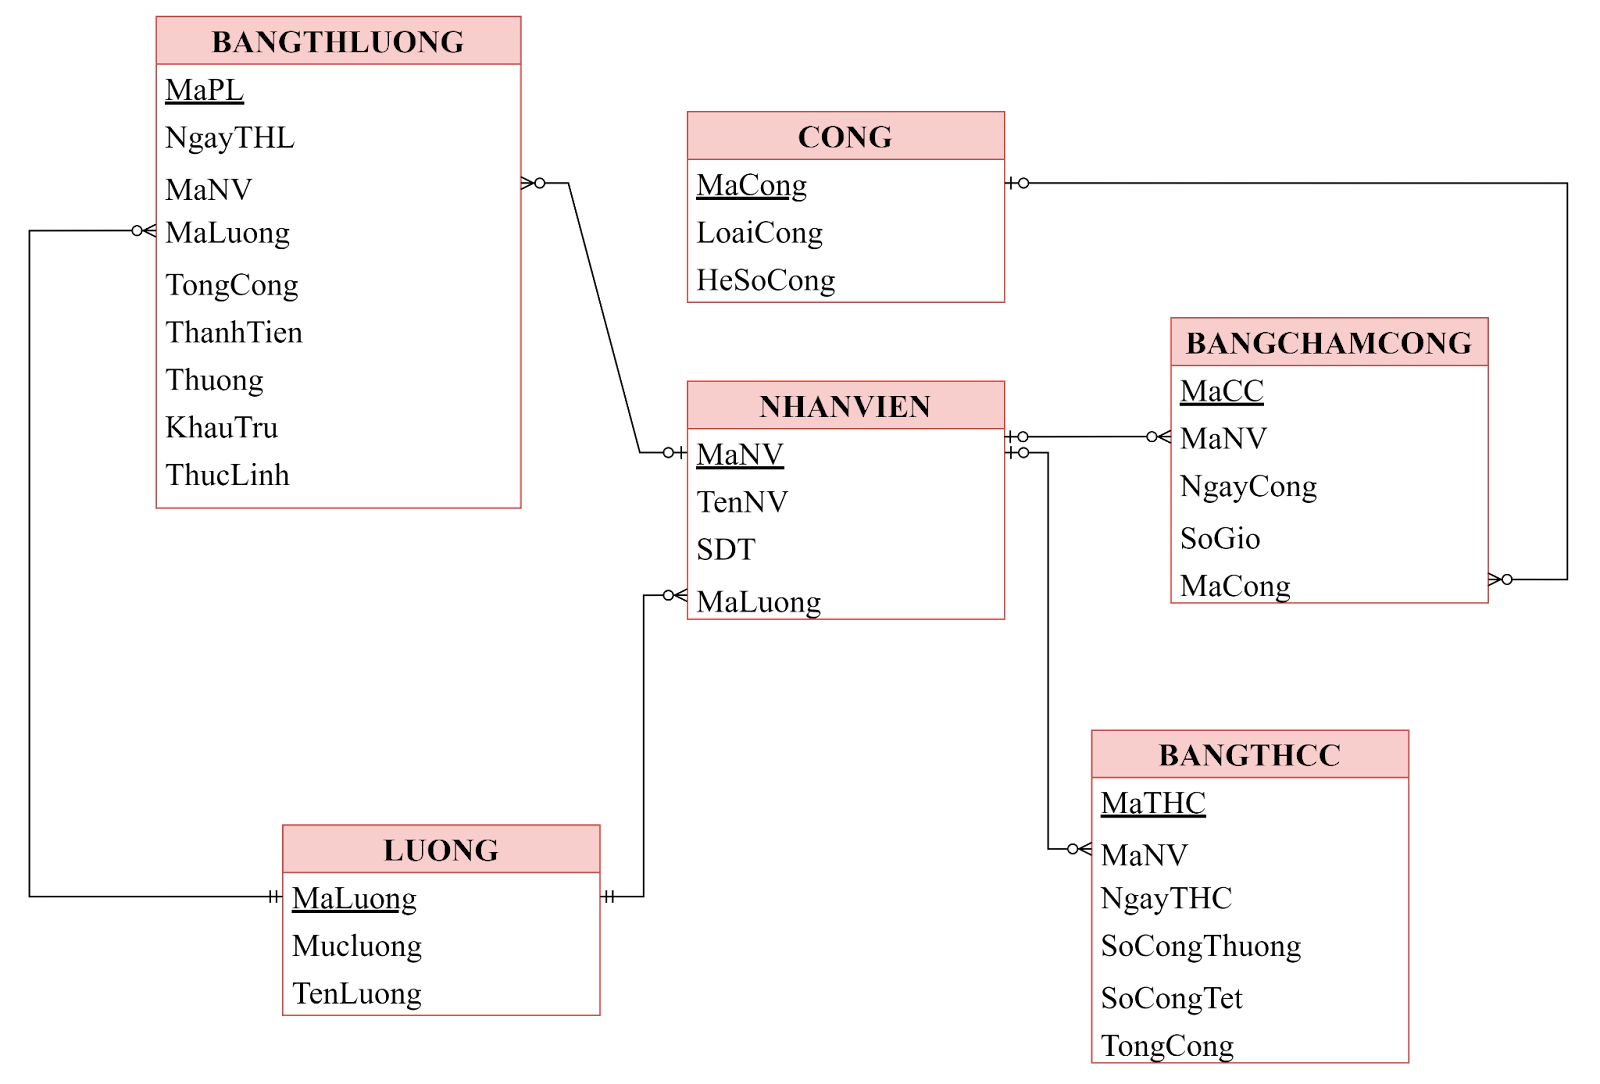 BANGTHLUONG
MaPL
NgayTHL
MaNV
MaLuong
TongCong
ThanhTien
Thuong
KhauTru
ThucLinh
CONG
MaCong
LoaiCong
HeSoCong
BANGCHAMCONG
MaCC
MaNV
NgayCong
SoGio
MaCong
NHANVIEN
MaNV
TenNV
SDT
MaLuong
BANGTHCC
MaTHC
MaNV
NgayTHC
SoCongThuong
SoCongTet
TongCong
LUONG
MaLuong
Mucluong
TenLuong